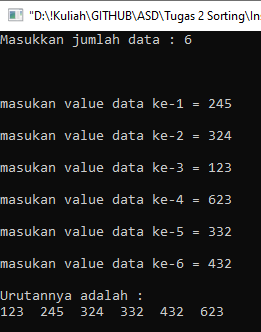 "D:\!Kuliah\GITHUB\ASD\Tugas 2 Sorting\In
Masukkan jumlah data : 6
masukan value data ke-1 = 245
masukan value data ke-2 = 324
masukan value data ke-3 = 123
masukan value data ke-4 = 623
masukan value data ke-5 = 332
masukan value data ke-6 = 432
Urutannya adalah :
123 245 324 332 432 623